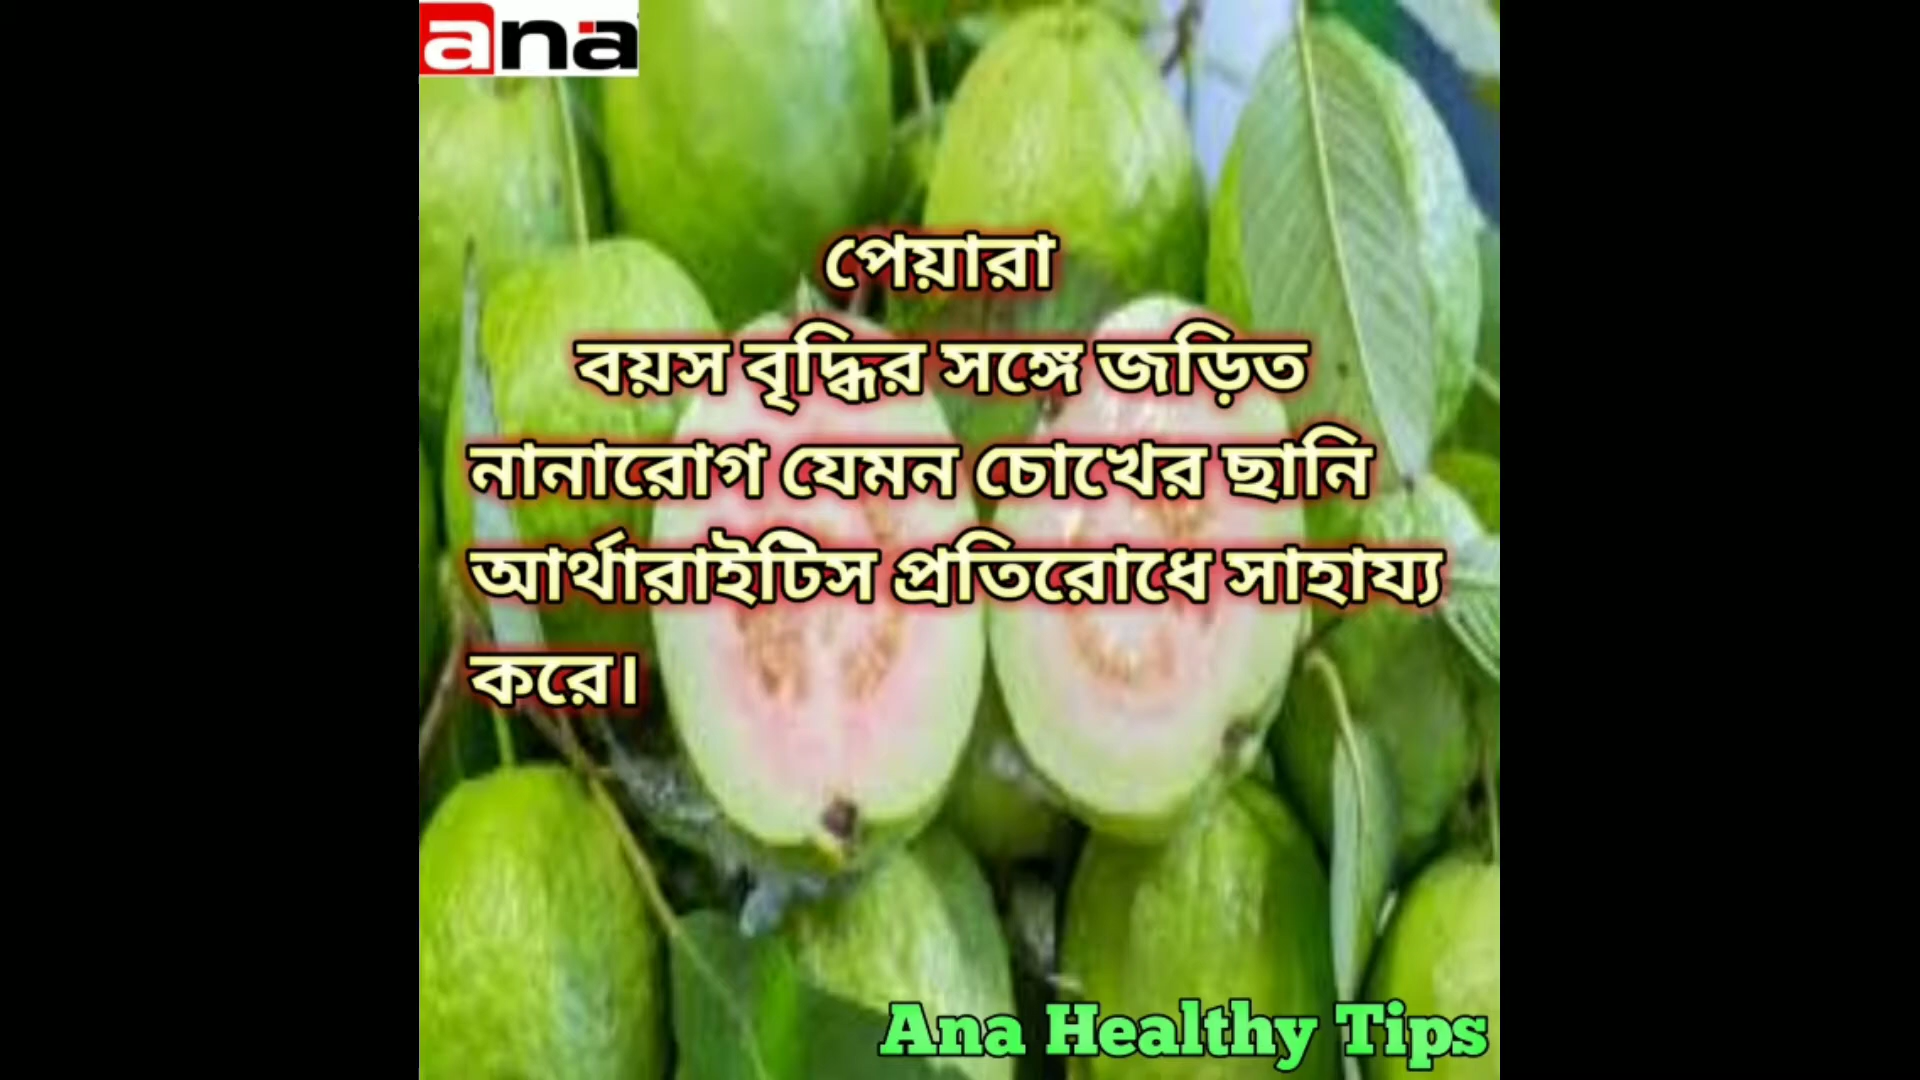 ana
পেয়ারা
বয়স বৃদ্ধির সঙ্গে জড়িত
নানারোগ যেমন চোখের ছানি
আর্থারাইটিস প্রতিরোধে সাহায্য
করে।
Ana Healthy Tips